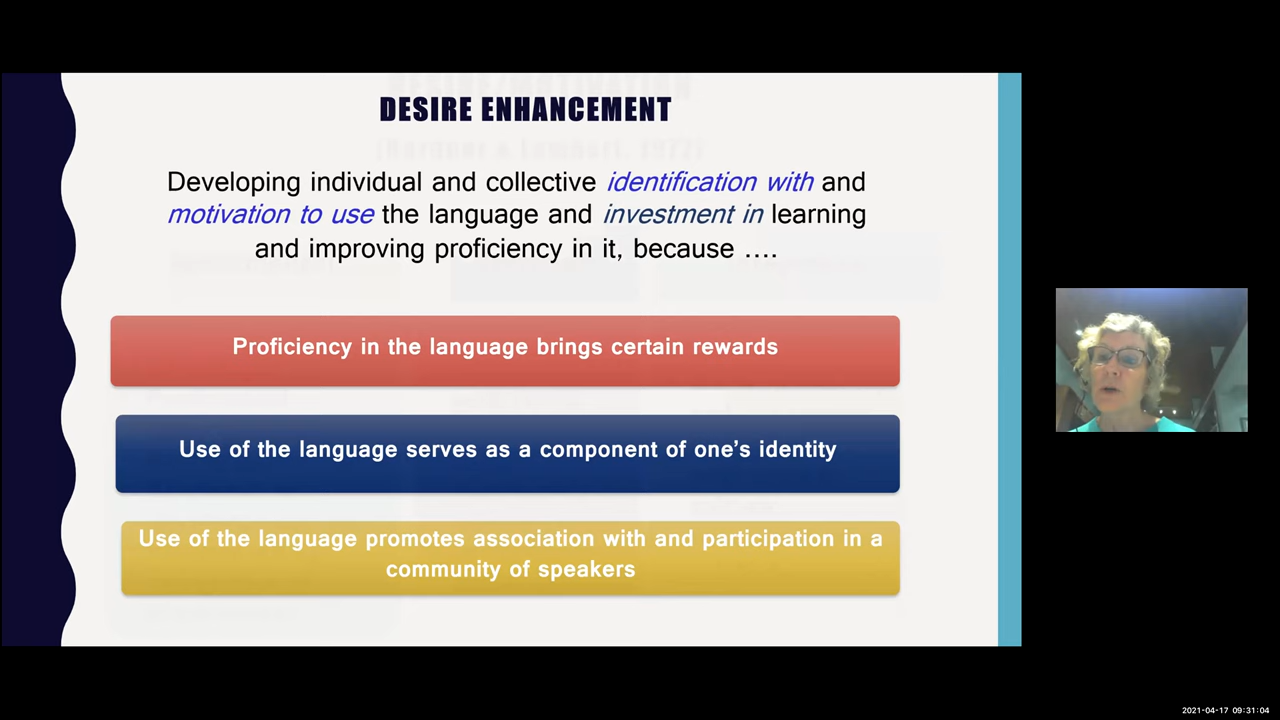 DESIRE ENHANCEMENT
Developing individual and collective identification with and
motivation to use the language and investment in learning
and improving proficiency in it, because ….
Proficiency in the language brings certain rewards
Use of the language serves as a component of one’s identity
Use of the language promotes association with and participation in a
community of speakers
2021-04-17 09:31:04